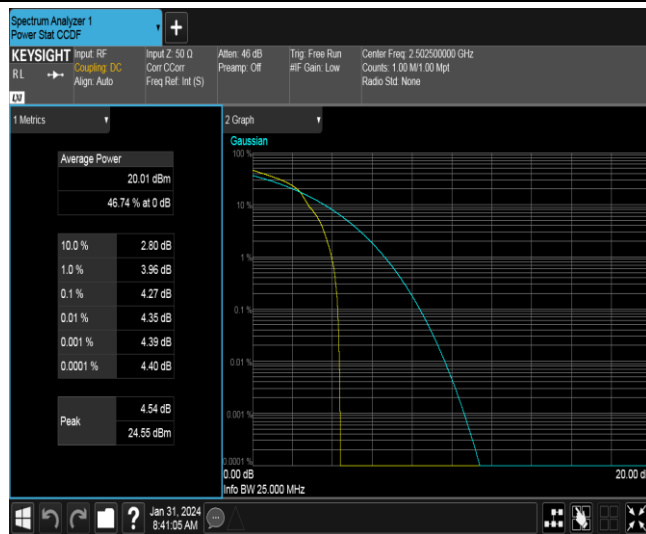 Spectrum Analyzer 1
Power Stat CCDF
+
KEYSIGHT
RL
LXI
Input: RF
Coupling: DC
Align: Auto
Input Z: 50 Ω
Corr CCorr
Freq Ref: Int (S)
Atten: 46 dB
Preamp: Off
Trig: Free Run
#IF Gain: Low
Center Freq: 2.502500000 GHz
Counts: 1.00 M/1.00 Mpt
Radio Std: None
1 Metrics
Average Power
20.01 dBm
46.74 % at 0 dB
10.0 % 2.80 dB
1.0 % 3.96 dB
0.1 % 4.27 dB
0.01 % 4.35 dB
0.001 % 4.39 dB
0.0001 % 4.40 dB
Peak
4.54 dB
24.55 dBm
2 Graph
Gaussian
100 %
10 %
1 %
0.1 %
0.01 %
0.001 %
0.0001 %
0.00 dB
20.00 d
Info BW 25.000 MHz
?
Jan 31, 2024
8:41:05 AM